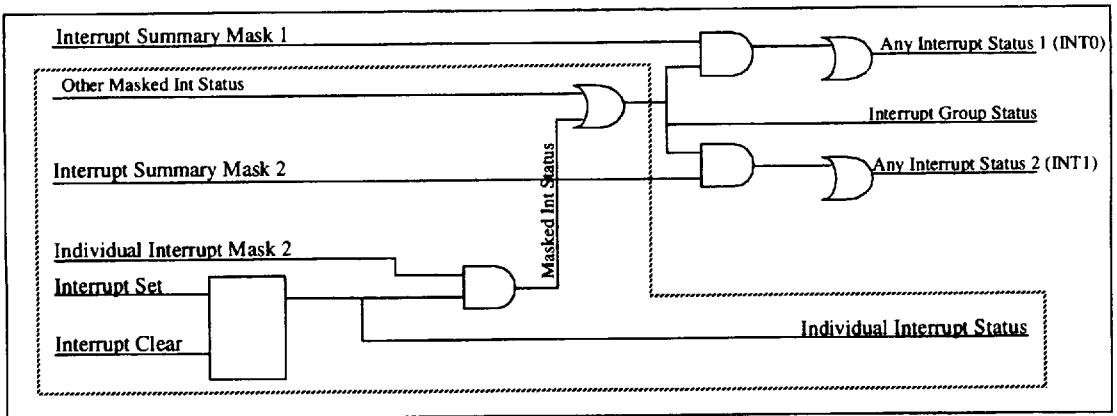 Interrupt Summary Mask 1
Any Interrupt Status 1 (INT0)
Other Masked Int Status
Interrupt Group Status
Interrupt Summary Mask 2
Any Interrupt Status 2 (INT1)
Masked Int Status
Individual Interrupt Mask 2
Interrupt Set
Individual Interrupt Status
Interrupt Clear